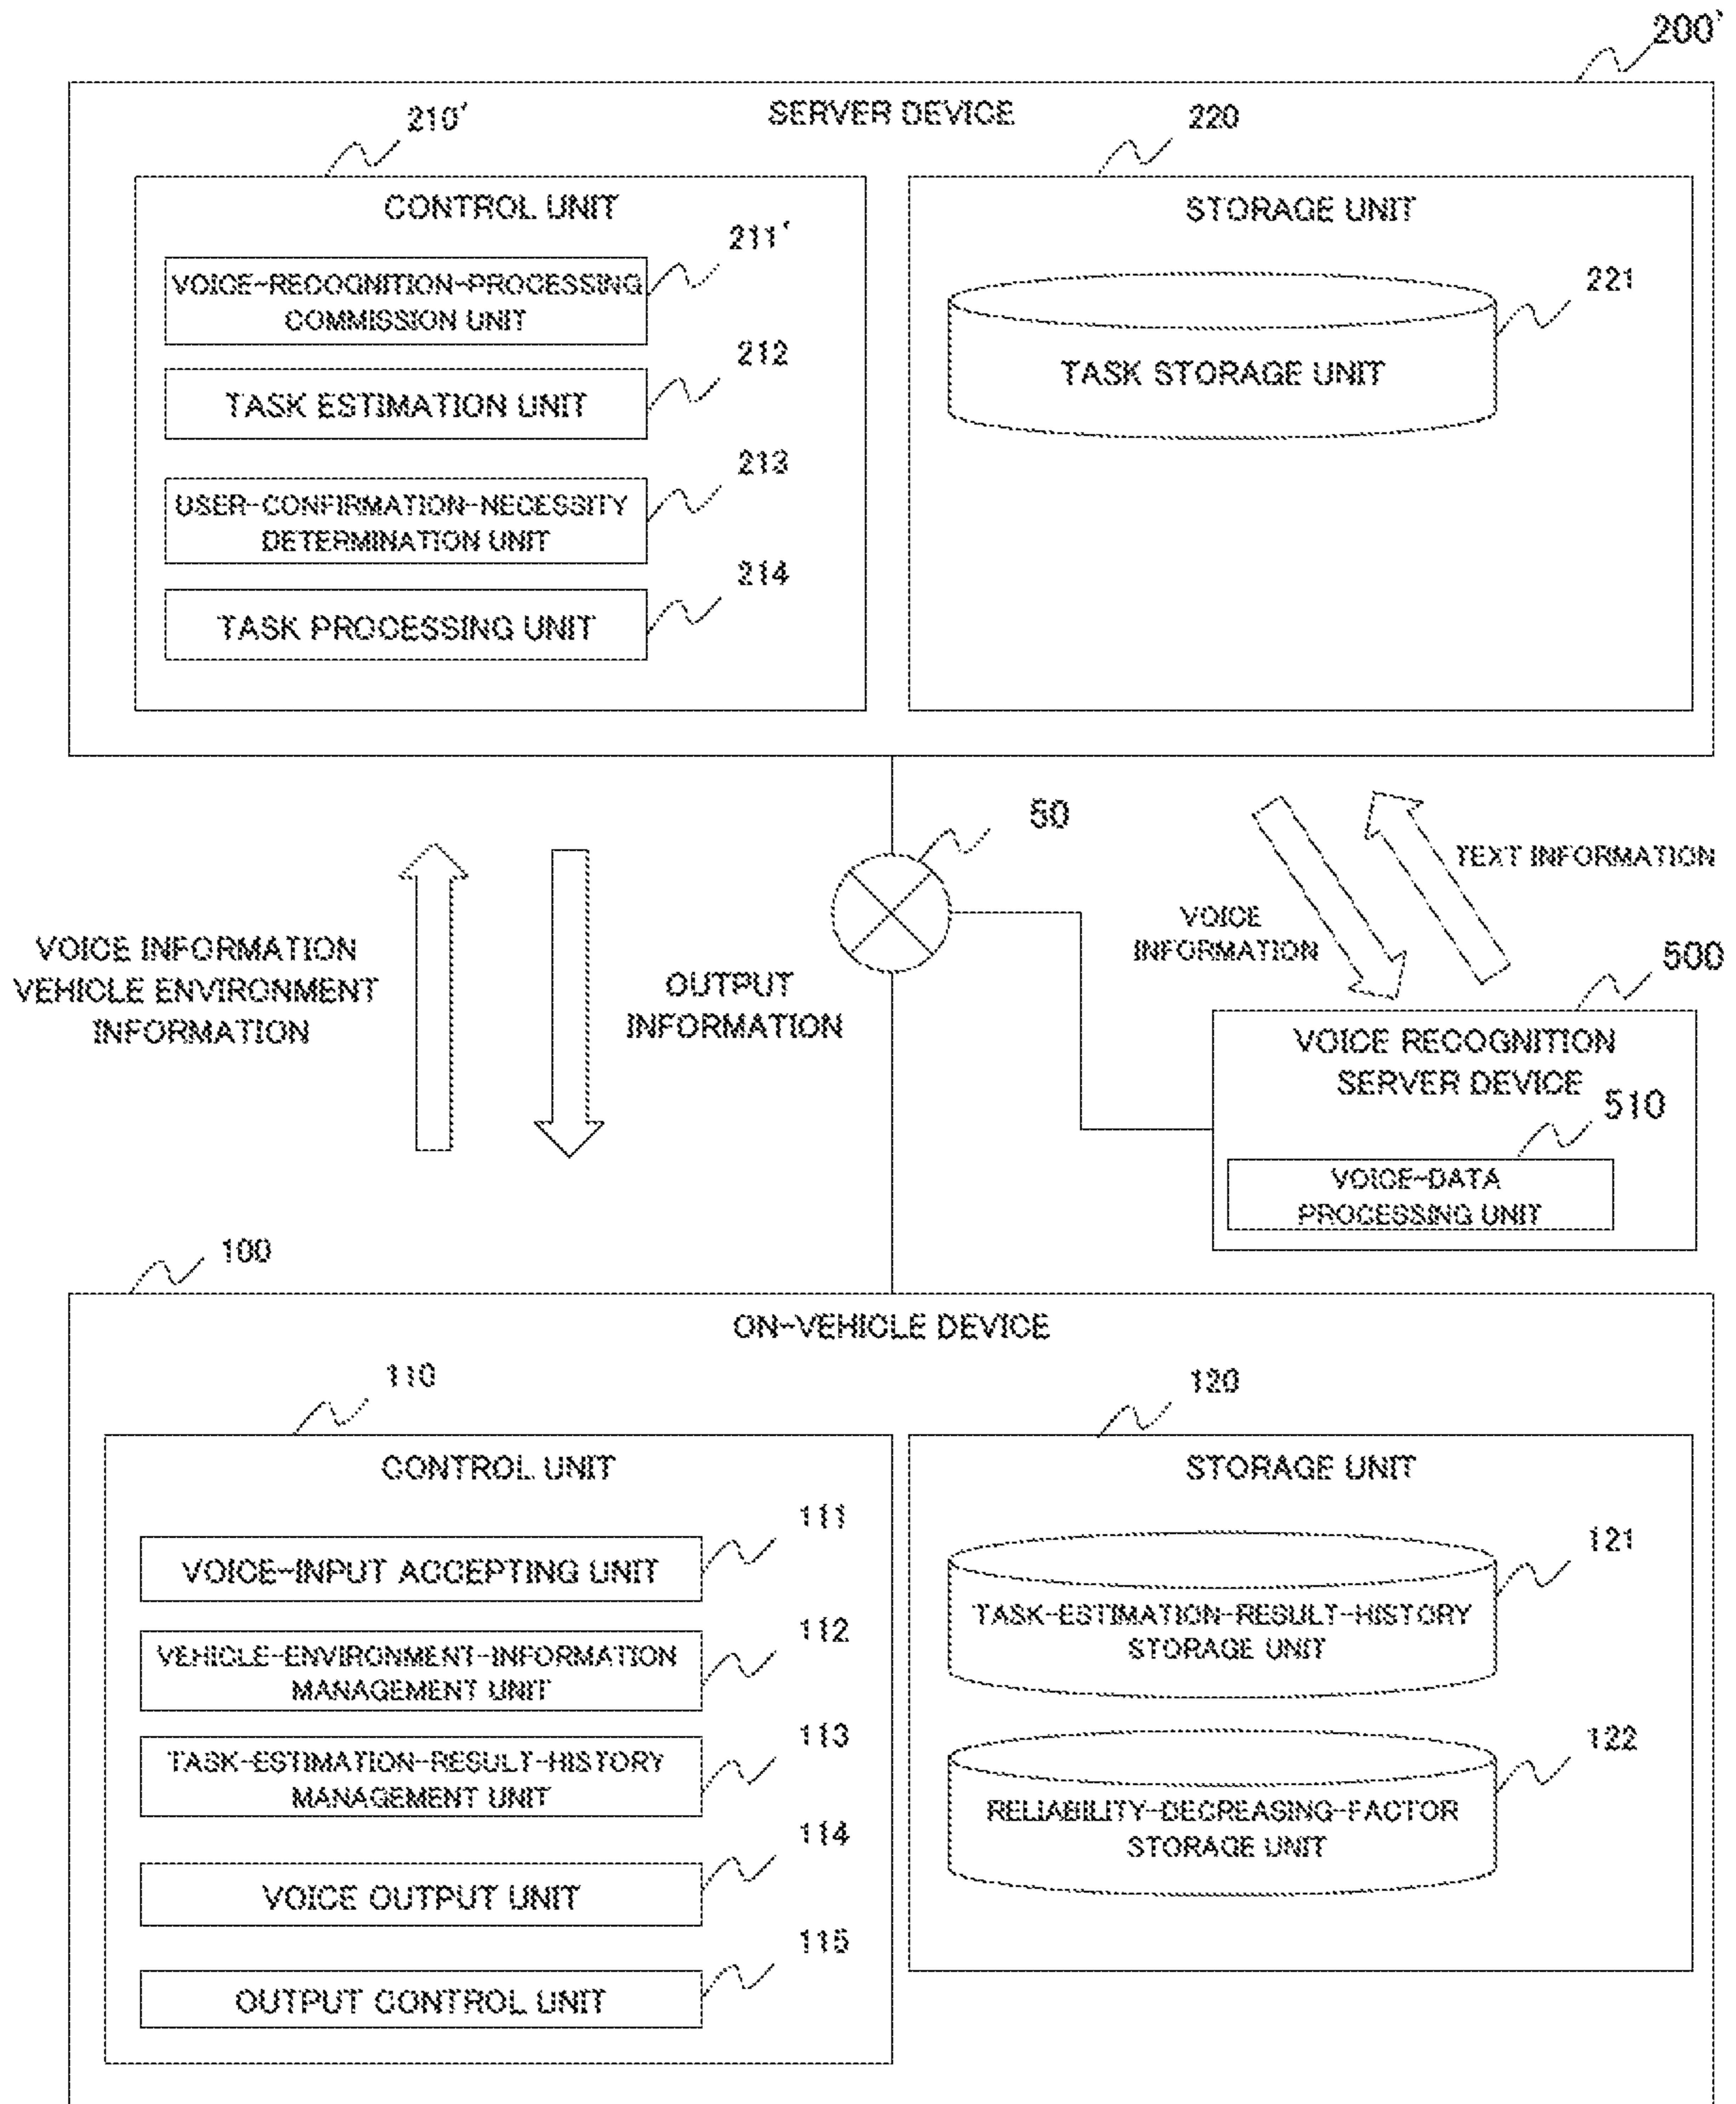 200'
SERVER DEVICE
210'
220
CONTROL UNIT
STORAGE UNIT
211'
VOICE-RECOGNITION-PROCESSING
COMMISSION UNIT
221
TASK STORAGE UNIT
212
TASK ESTIMATION UNIT
213
USER-CONFIRMATION-NECESSITY
DETERMINATION UNIT
214
TASK PROCESSING UNIT
50
TEXT INFORMATION
VOICE
INFORMATION
VOICE INFORMATION
VEHICLE ENVIRONMENT
INFORMATION
OUTPUT
INFORMATION
500
VOICE RECOGNITION
SERVER DEVICE
510
VOICE-DATA
PROCESSING UNIT
100
ON-VEHICLE DEVICE
110
120
CONTROL UNIT
STORAGE UNIT
111
VOICE-INPUT ACCEPTING UNIT
121
TASK-ESTIMATION-RESULT-HISTORY
STORAGE UNIT
112
VEHICLE-ENVIRONMENT-INFORMATION
MANAGEMENT UNIT
113
TASK-ESTIMATION-RESULT-HISTORY
MANAGEMENT UNIT
122
RELIABILITY-DECREASING-FACTOR
STORAGE UNIT
114
VOICE OUTPUT UNIT
115
OUTPUT CONTROL UNIT